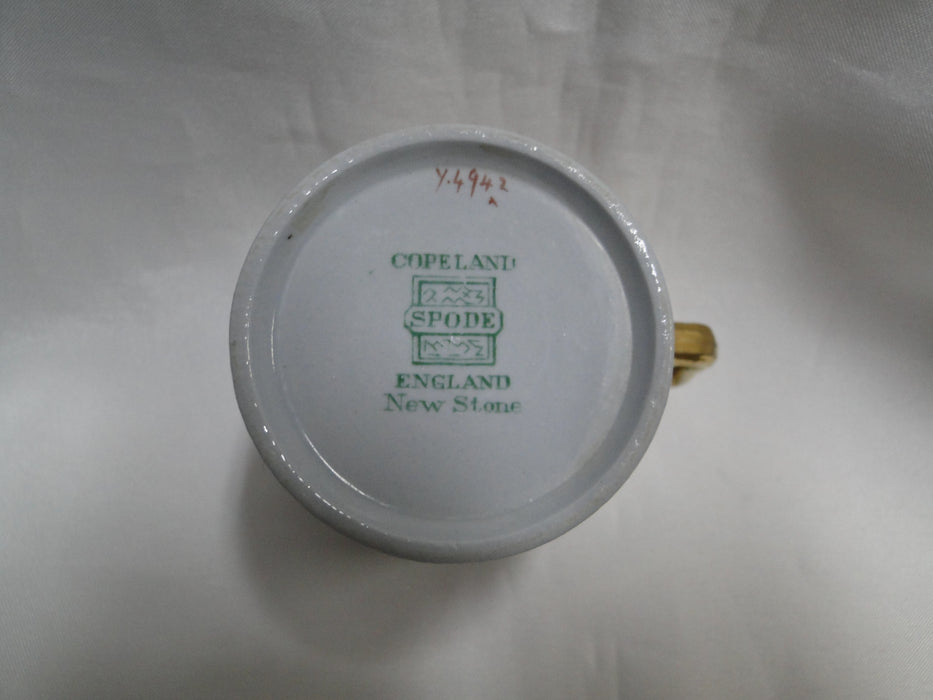 Y.4942
A
COPELAND
SPODE
ENGLAND
New Stone